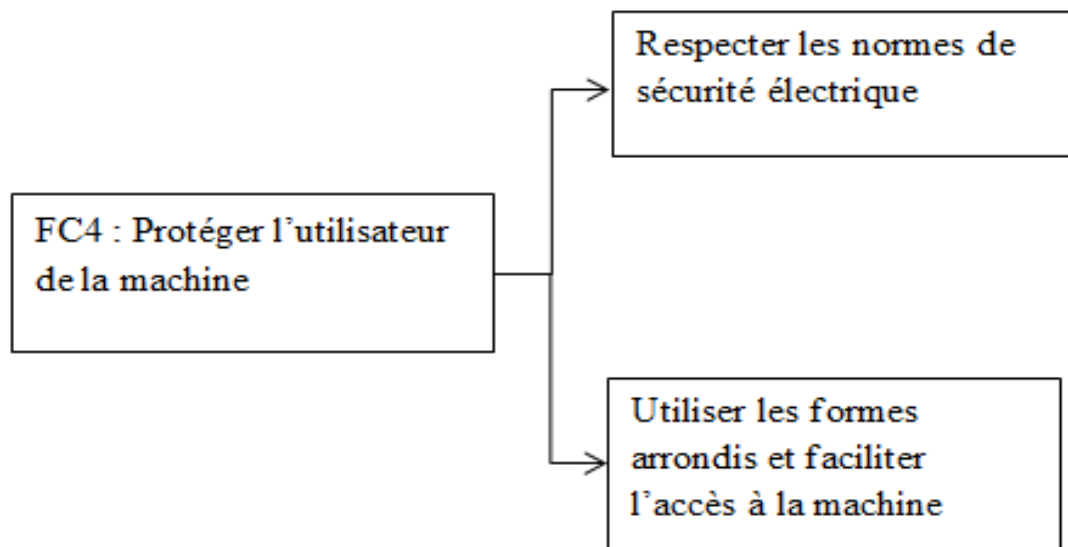 Respecter les normes de
sécurité électrique
FC4 : Protéger l'utilisateur
de la machine
Utiliser les formes
arrondis et faciliter
l'accès à la machine